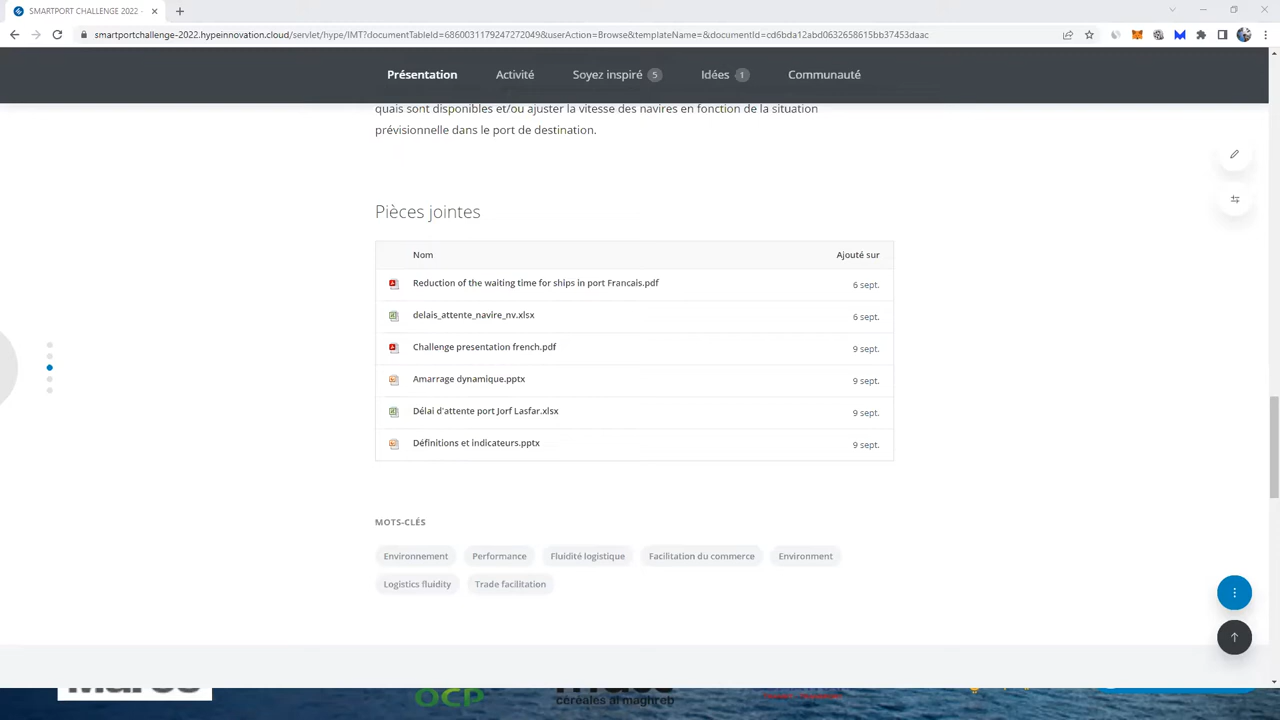 SMARTPORT CHALLENGE 2022 -
smartportchallenge-2022.hypeinnovation.cloud/servlet/hype/IMT?documentTableId=6860031179247272049&userAction=Browse&templateName=&documentId=cd6bda12abd0632658615bb37453daac
Présentation Activité Soyez inspiré 5 Idées 1 Communauté
quais sont disponibles et/ou ajuster la vitesse des navires en fonction de la situation
prévisionnelle dans le port de destination.
Pièces jointes
Nom Ajouté sur
Reduction of the waiting time for ships in port Francais.pdf 6 sept.
delais_attente_navire_nv.xlsx 6 sept.
Challenge presentation french.pdf 9 sept.
Amarrage dynamique.pptx 9 sept.
Délai d'attente port Jorf Lasfar.xlsx 9 sept.
Définitions et indicateurs.pptx 9 sept.
MOTS-CLÉS
Environnement Performance Fluidité logistique Facilitation du commerce Environment
Logistics fluidity Trade facilitation
OCP
céréales al maghreb